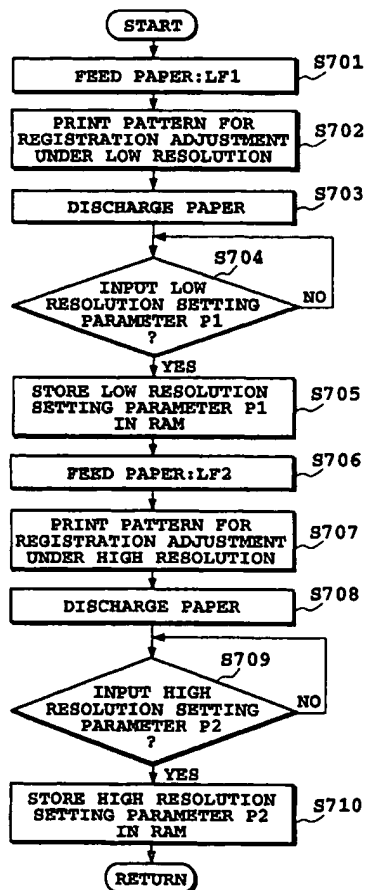 START
S701
FEED PAPER:LF1
S702
PRINT PATTERN FOR
REGISTRATION ADJUSTMENT
UNDER LOW RESOLUTION
S703
DISCHARGE PAPER
S704
INPUT LOW
RESOLUTION SETTING
PARAMETER P1
?
NO
YES
S705
STORE LOW RESOLUTION
SETTING PARAMETER P1
IN RAM
S706
FEED PAPER:LF2
S707
PRINT PATTERN FOR
REGISTRATION ADJUSTMENT
UNDER HIGH RESOLUTION
S708
DISCHARGE PAPER
S709
INPUT HIGH
RESOLUTION SETTING
PARAMETER P2
?
NO
YES
S710
STORE HIGH RESOLUTION
SETTING PARAMETER P2
IN RAM
RETURN